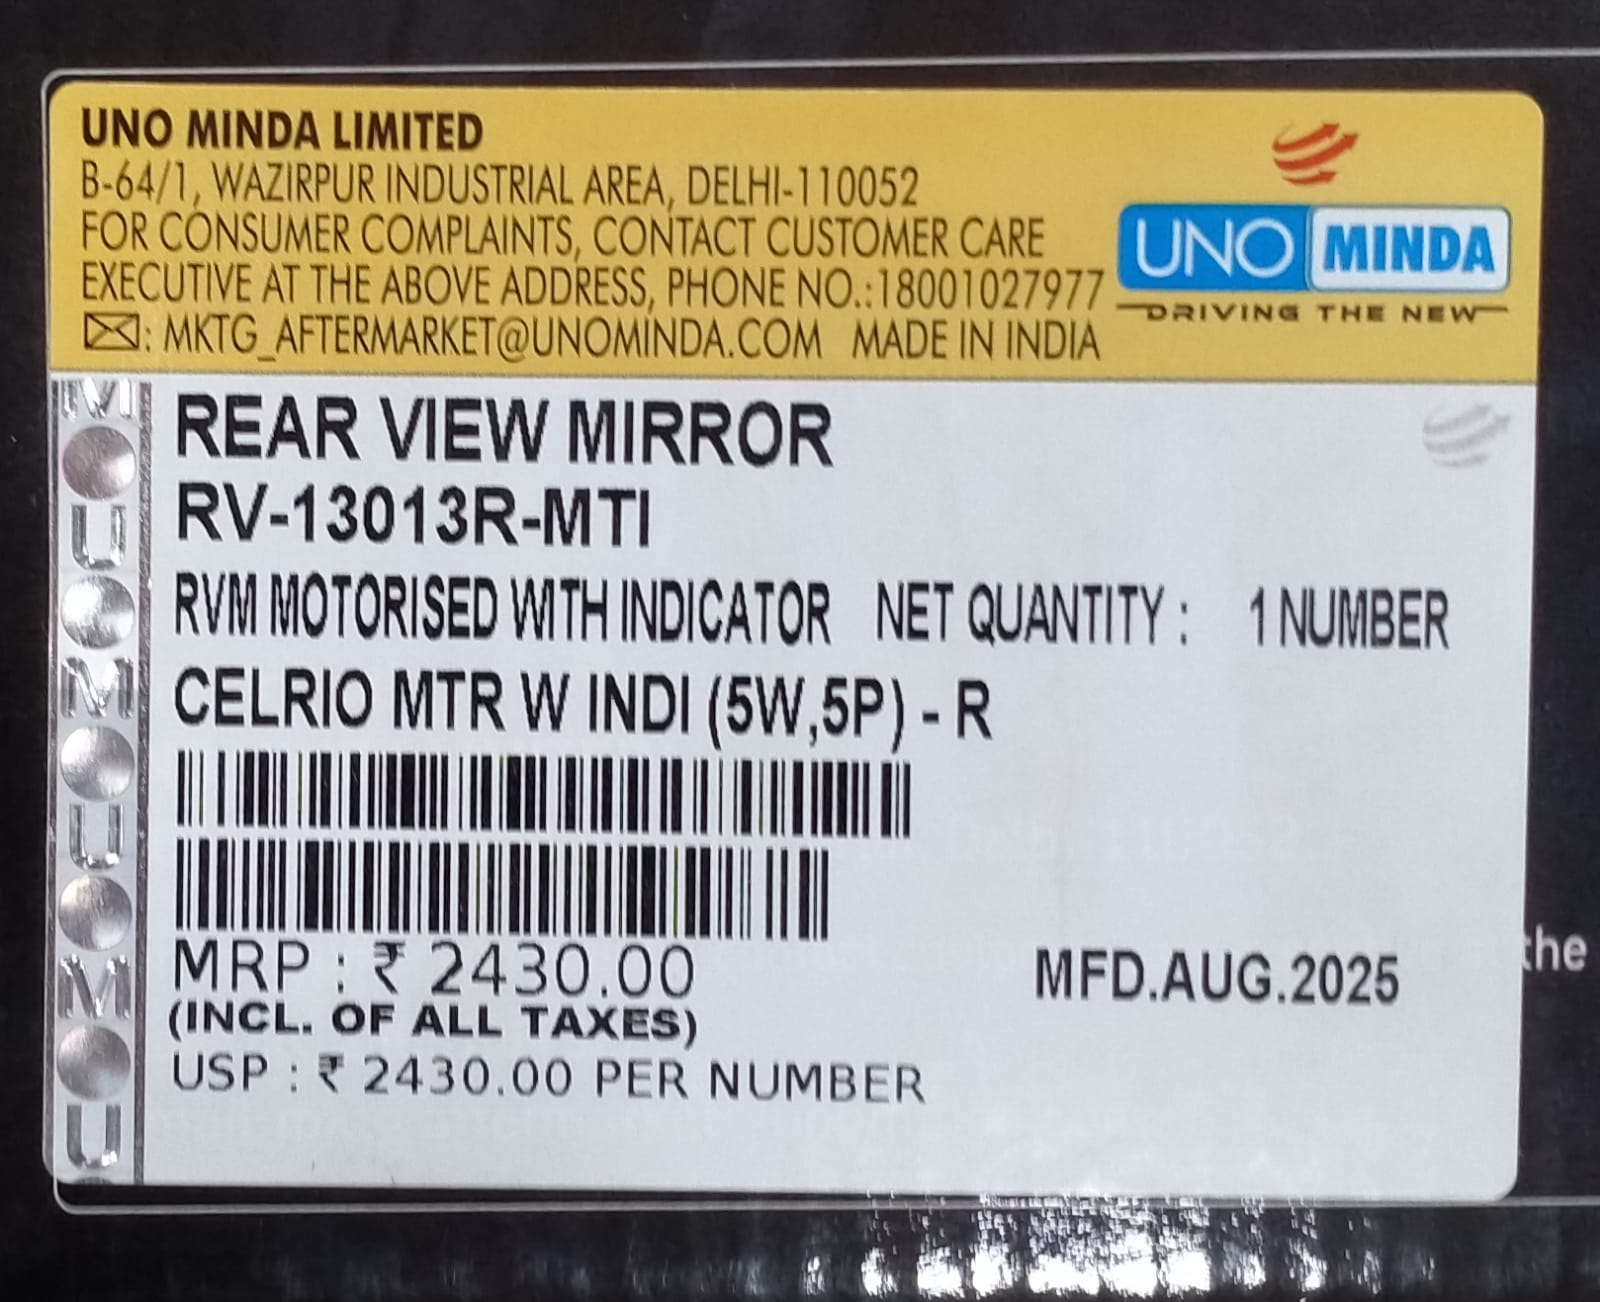 UNO MINDA LIMITED
B-64/1, WAZIRPUR INDUSTRIAL AREA, DELHI-110052
FOR CONSUMER COMPLAINTS, CONTACT CUSTOMER CARE
EXECUTIVE AT THE ABOVE ADDRESS, PHONE NO.:18001027977
: MKTG_AFTERMARKET@UNOMINDA.COM MADE IN INDIA
UNO MINDA
DRIVING THE NEW
REAR VIEW MIRROR
RV-13013R-MTI
RVM MOTORISED WITH INDICATOR NET QUANTITY : 1 NUMBER
CELRIO MTR W INDI (5W,5P) - R
MRP : ₹ 2430.00 MFD.AUG.2025
(INCL. OF ALL TAXES)
USP : ₹ 2430.00 PER NUMBER
the
M
U
M
U
M
U